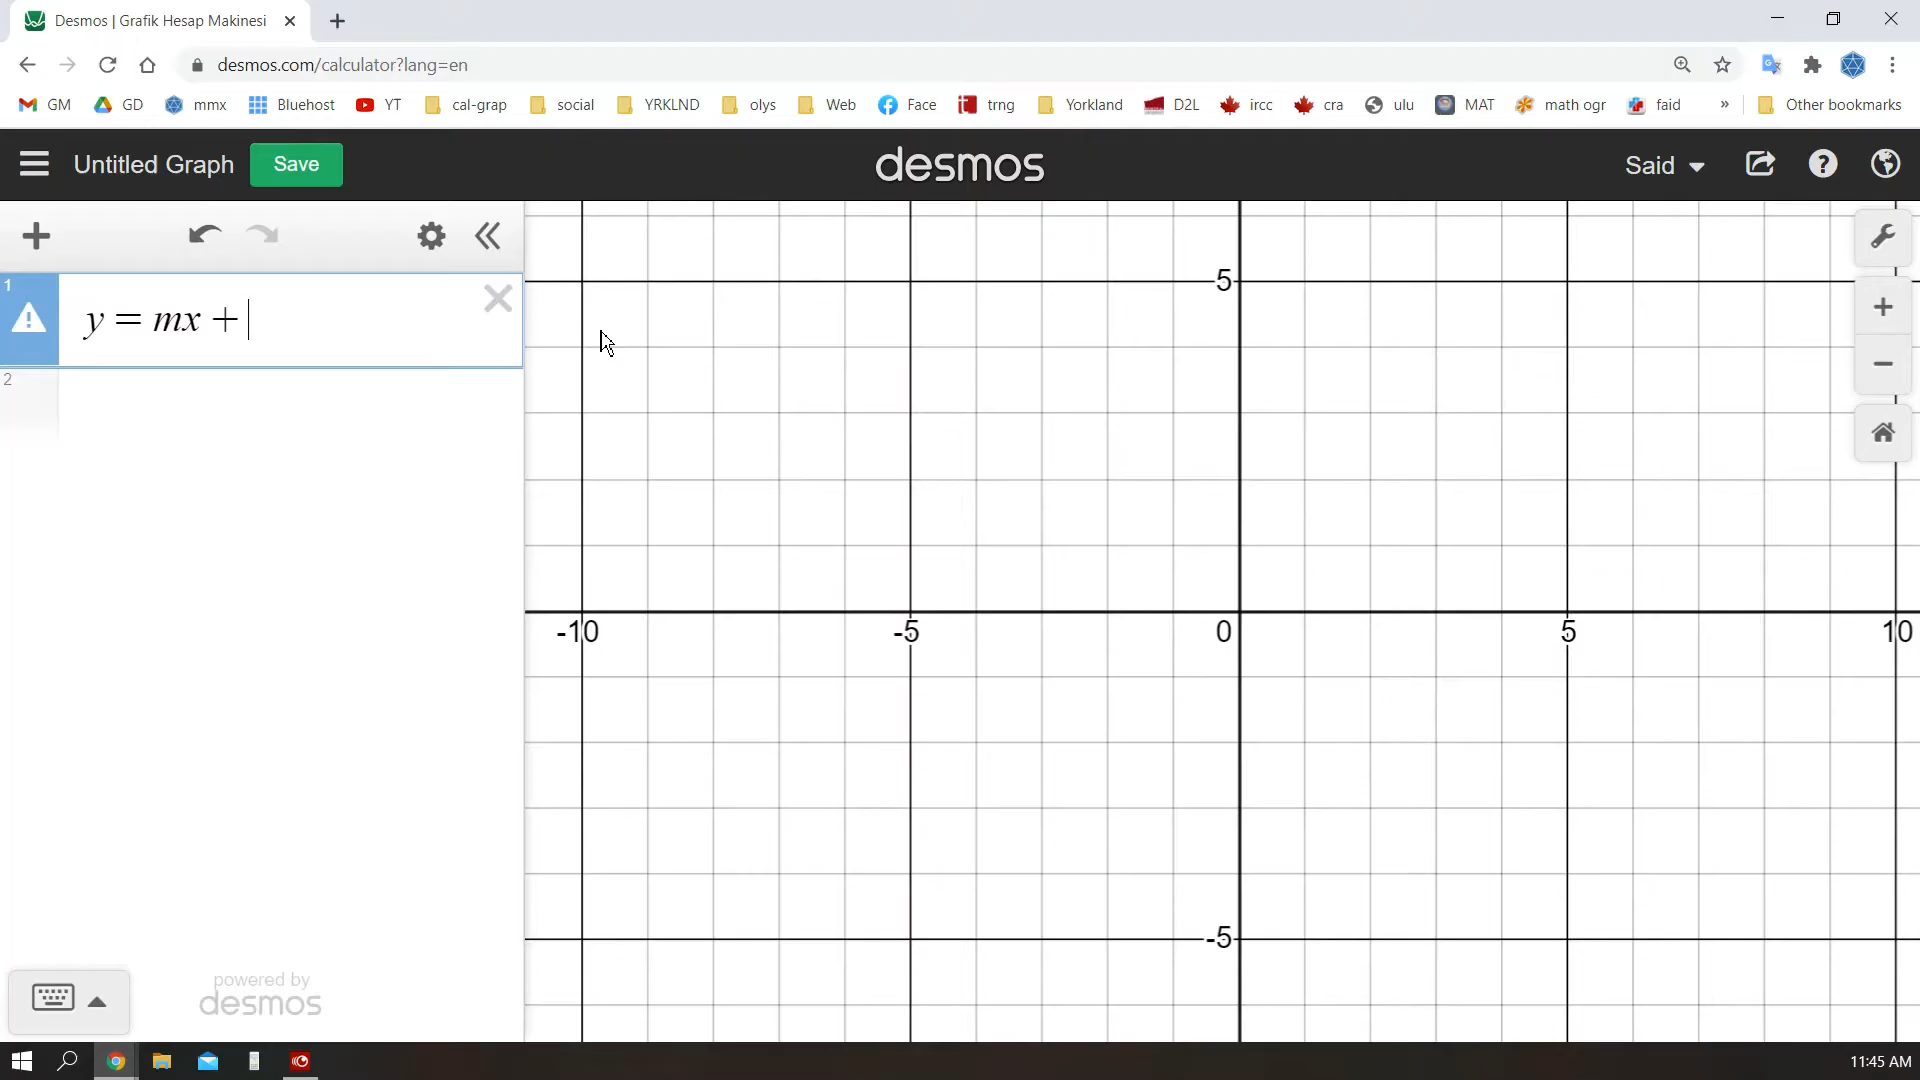 Desmos | Grafik Hesap Makinesi
desmos.com/calculator?lang=en
GM GD mmx Bluehost YT cal-grap social YRKLND olys Web Face trng Yorkland D2L ircc cra ulu MAT math ogr faid » Other bookmarks
Untitled Graph Save desmos Said
1
y = mx +
2
5
-10 -5 0 5 10
-5
powered by
desmos
11:45 AM